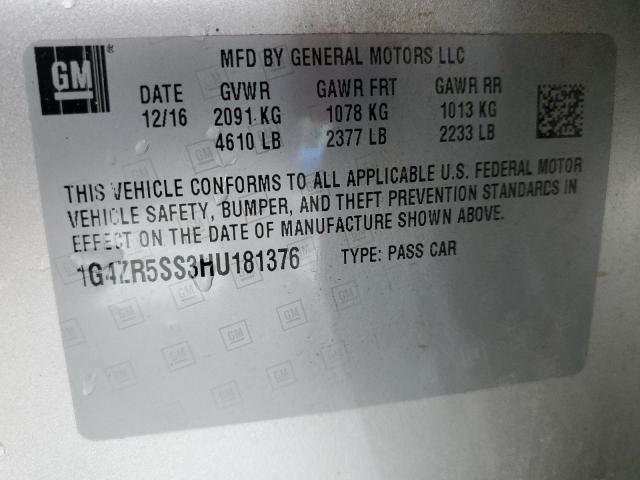 GM
MFD BY GENERAL MOTORS LLC
DATE GVWR GAWR FRT GAWR RR
12/16 2091 KG 1078 KG 1013 KG
4610 LB 2377 LB 2233 LB
THIS VEHICLE CONFORMS TO ALL APPLICABLE U.S. FEDERAL MOTOR
VEHICLE SAFETY, BUMPER, AND THEFT PREVENTION STANDARDS IN
EFFECT ON THE DATE OF MANUFACTURE SHOWN ABOVE.
1G4ZR5SS3HU181376 TYPE: PASS CAR